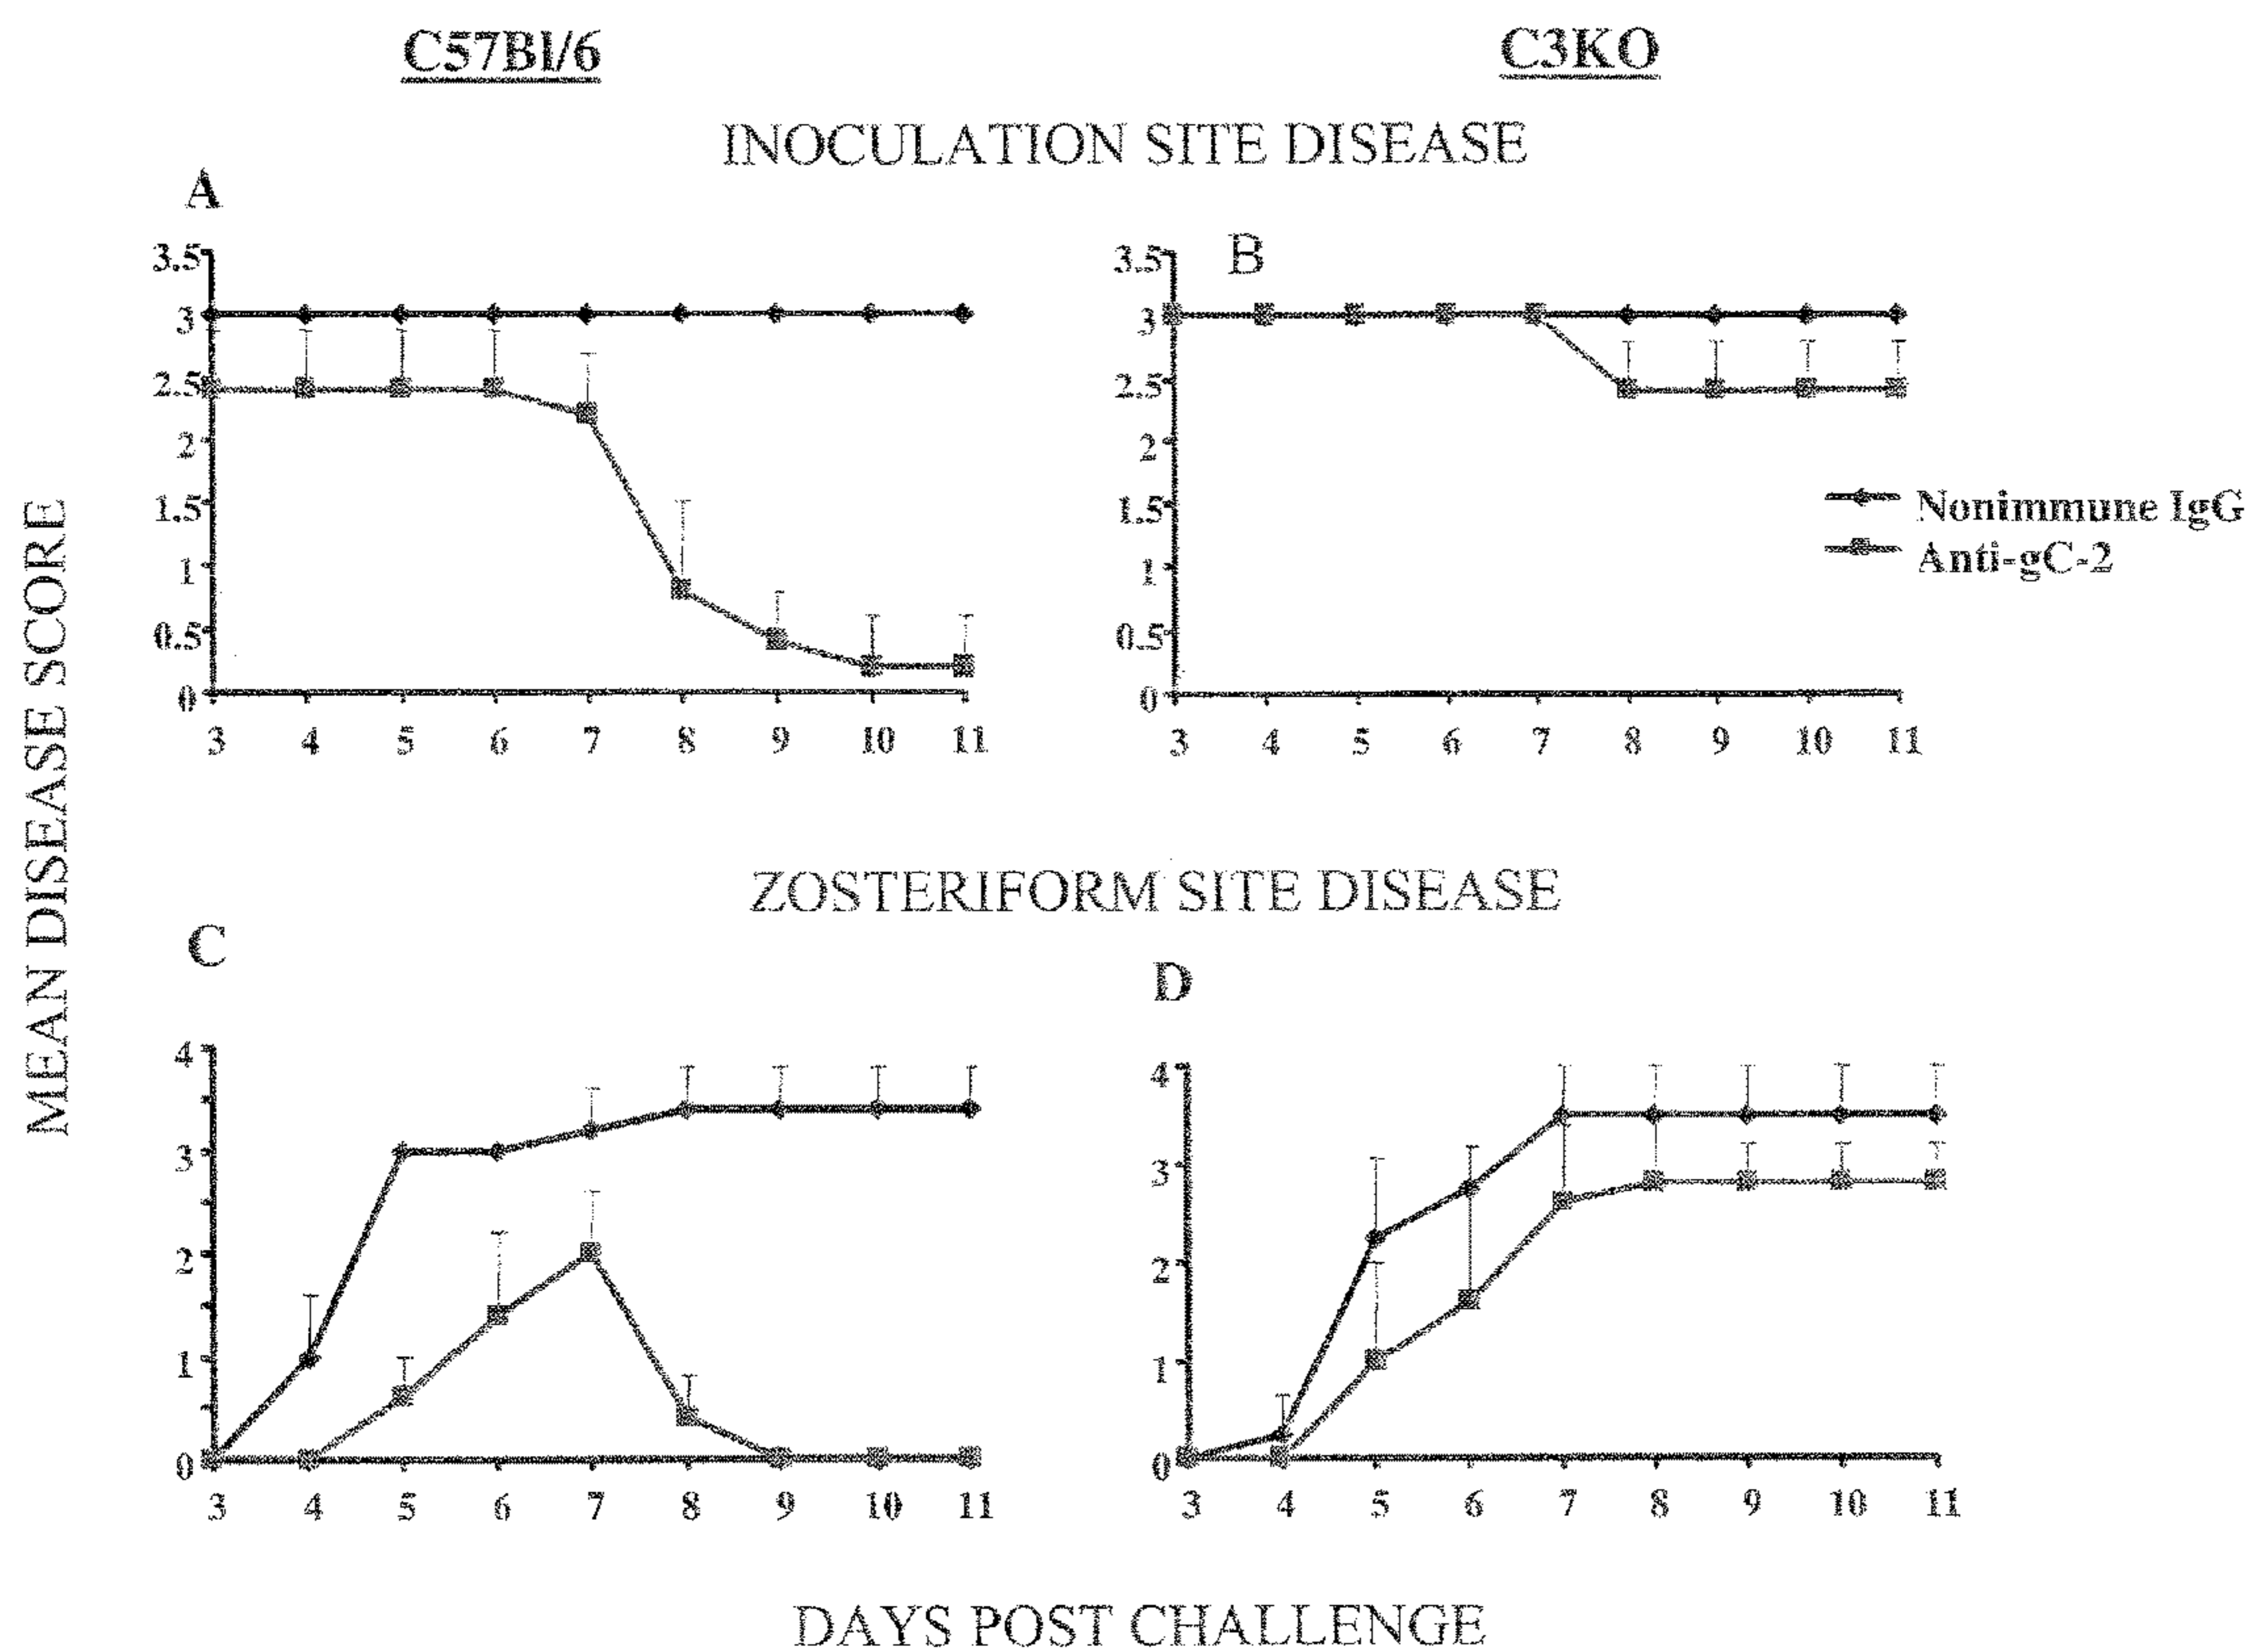 C57Bl/6
C3KO
INOCULATION SITE DISEASE
A
3.5
3
2.5
2
1.5
1
0.5
0
3 4 5 6 7 8 9 10 11
B
3.5
3
2.5
2
1.5
1
0.5
0
3 4 5 6 7 8 9 10 11
Nonimmune IgG
Anti-gC-2
MEAN DISEASE SCORE
ZOSTERIFORM SITE DISEASE
C
4
3
2
1
0
3 4 5 6 7 8 9 10 11
D
4
3
2
1
0
3 4 5 6 7 8 9 10 11
DAYS POST CHALLENGE